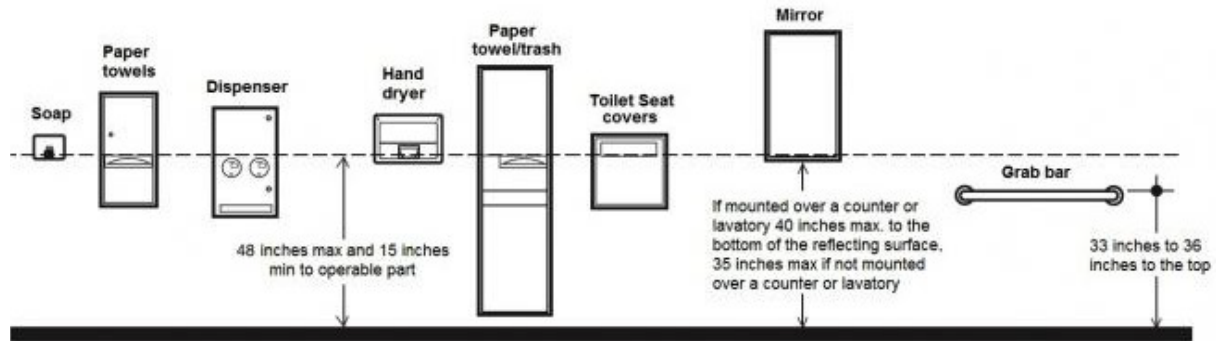 Soap
Paper
towels
Dispenser
Hand
dryer
Paper
towel/trash
Toilet Seat
covers
Mirror
Grab bar
48 inches max and 15 inches
min to operable part
If mounted over a counter or
lavatory 40 inches max. to the
bottom of the reflecting surface,
35 inches max if not mounted
over a counter or lavatory
33 inches to 36
inches to the top